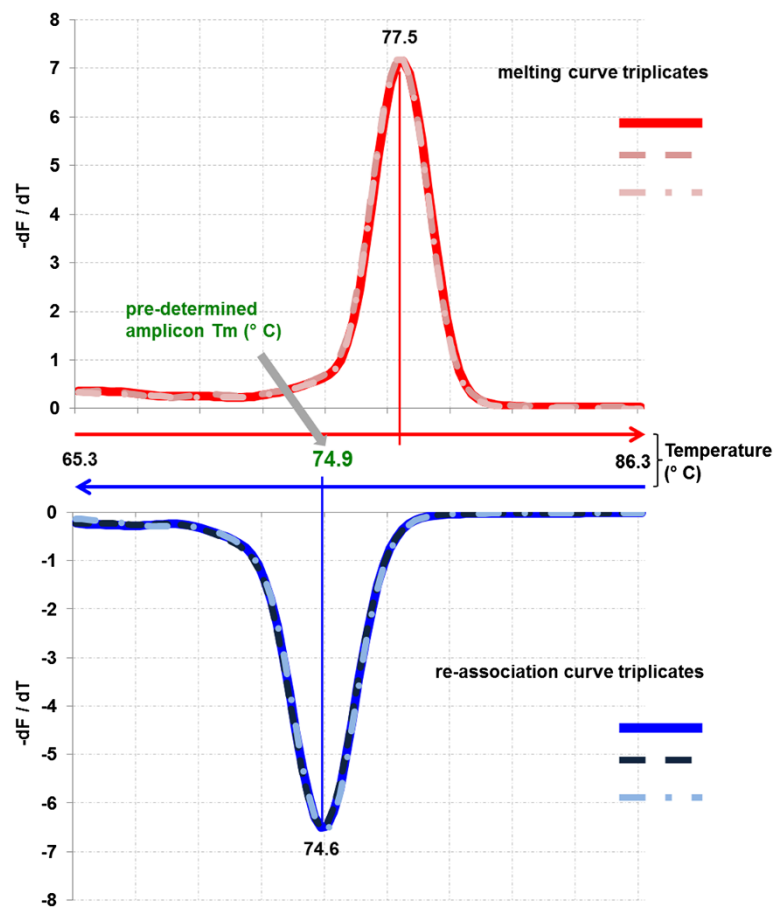 8
77.5
7
melting curve triplicates
6
5
-dF / dT
4
3
pre-determined
amplicon Tm (° C)
2
1
0
65.3
74.9
86.3
Temperature
(° C)
0
-1
-2
-3
re-association curve triplicates
-dF / dT
-4
-5
-6
74.6
-7
-8